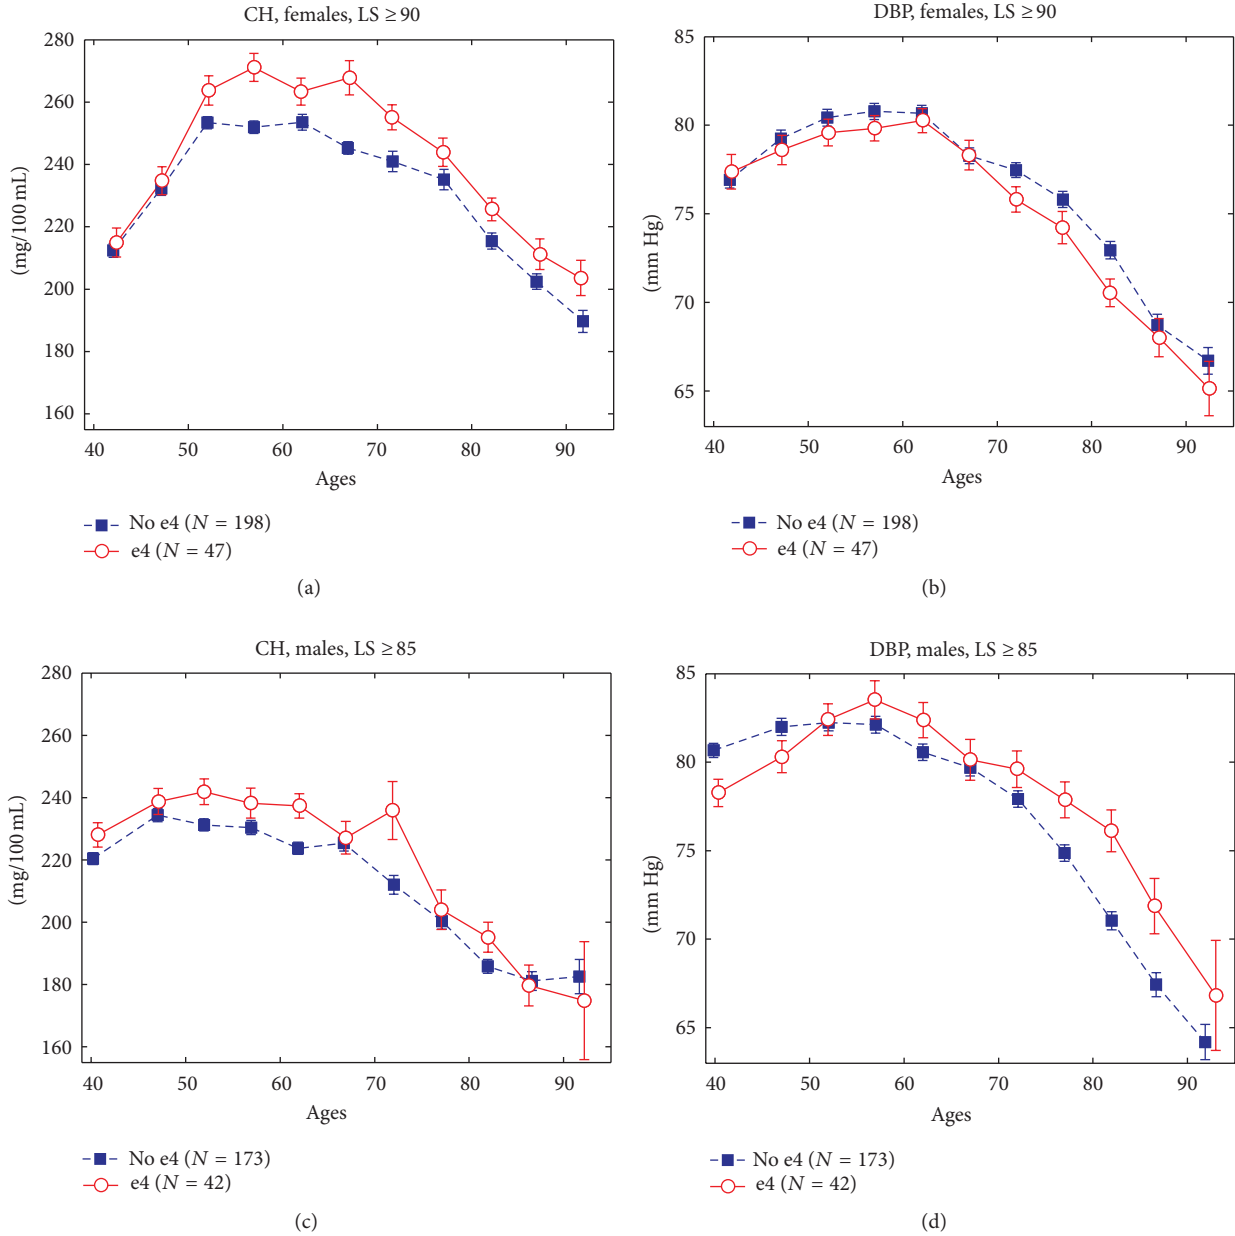 CH, females, LS ≥ 90
280
260
240
220
200
180
160
(mg/100 mL)
40 50 60 70 80 90
Ages
No e4 (N = 198)
e4 (N = 47)
(a)
DBP, females, LS ≥ 90
85
80
75
70
65
(mm Hg)
40 50 60 70 80 90
Ages
No e4 (N = 198)
e4 (N = 47)
(b)
CH, males, LS ≥ 85
280
260
240
220
200
180
160
(mg/100 mL)
40 50 60 70 80 90
Ages
No e4 (N = 173)
e4 (N = 42)
(c)
DBP, males, LS ≥ 85
85
80
75
70
65
(mm Hg)
40 50 60 70 80 90
Ages
No e4 (N = 173)
e4 (N = 42)
(d)